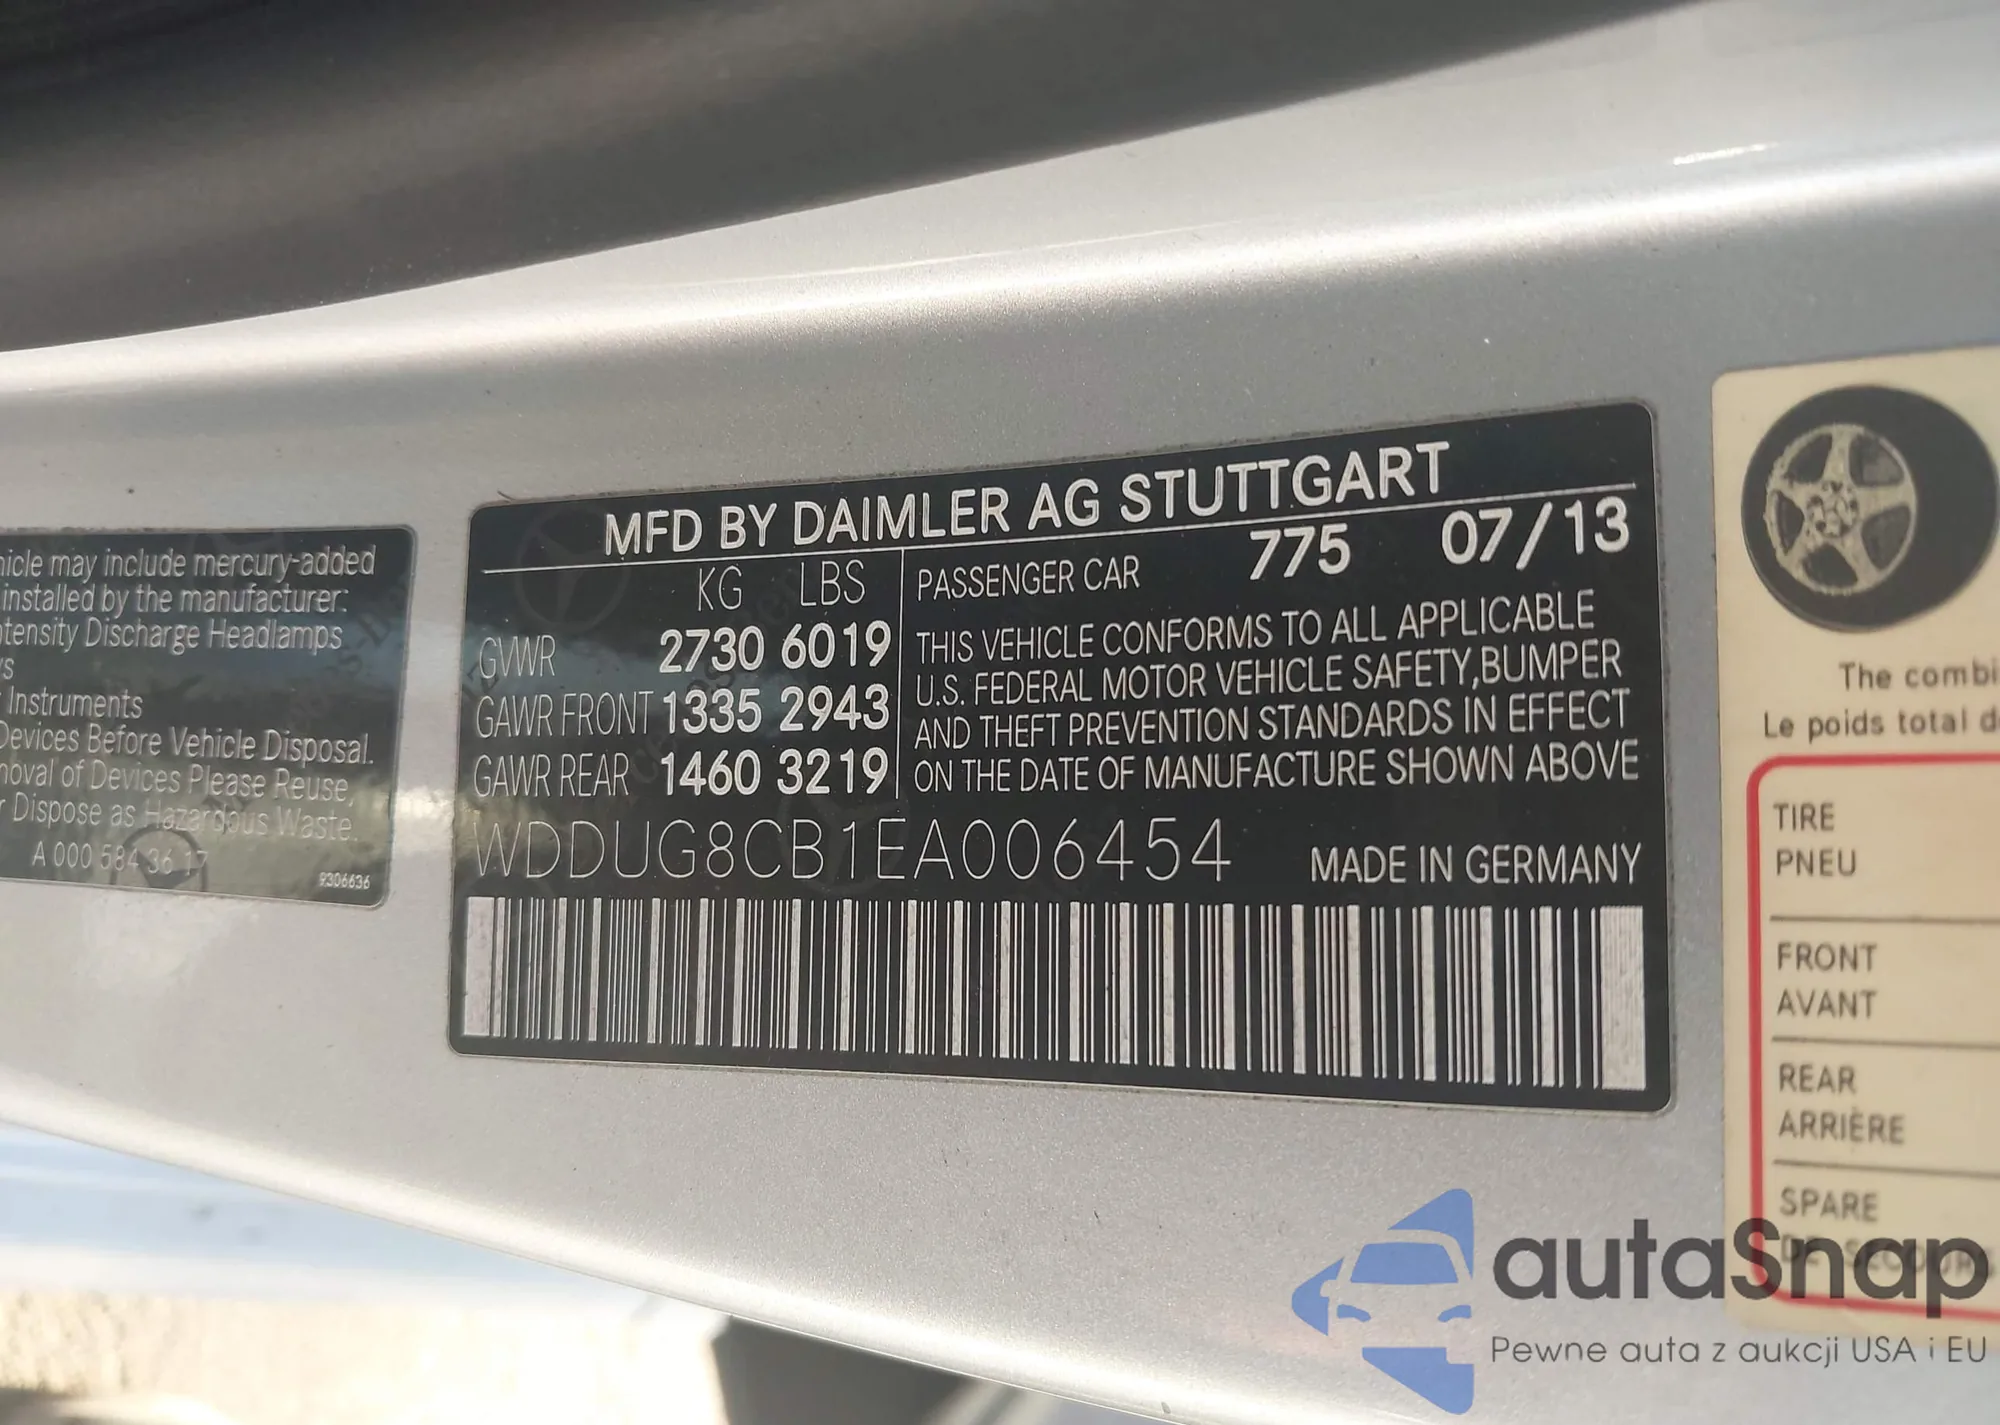 hicle may include mercury-added
installed by the manufacturer:
ntensity Discharge Headlamps
Instruments
Devices Before Vehicle Disposal.
moval of Devices Please Reuse,
Dispose as Hazardous Waste.
A 000 584 36 17
9306636
MFD BY DAIMLER AG STUTTGART
KG LBS
GVWR 2730 6019
GAWR FRONT 1335 2943
GAWR REAR 1460 3219
PASSENGER CAR 775 07/13
THIS VEHICLE CONFORMS TO ALL APPLICABLE
U.S. FEDERAL MOTOR VEHICLE SAFETY,BUMPER
AND THEFT PREVENTION STANDARDS IN EFFECT
ON THE DATE OF MANUFACTURE SHOWN ABOVE
WDDUG8CB1EA006454
MADE IN GERMANY
The combi
Le poids total d
TIRE
PNEU
FRONT
AVANT
REAR
ARRIÈRE
SPARE
DE SECOURS
autaSnap
Pewne auta z aukcji USA i EU